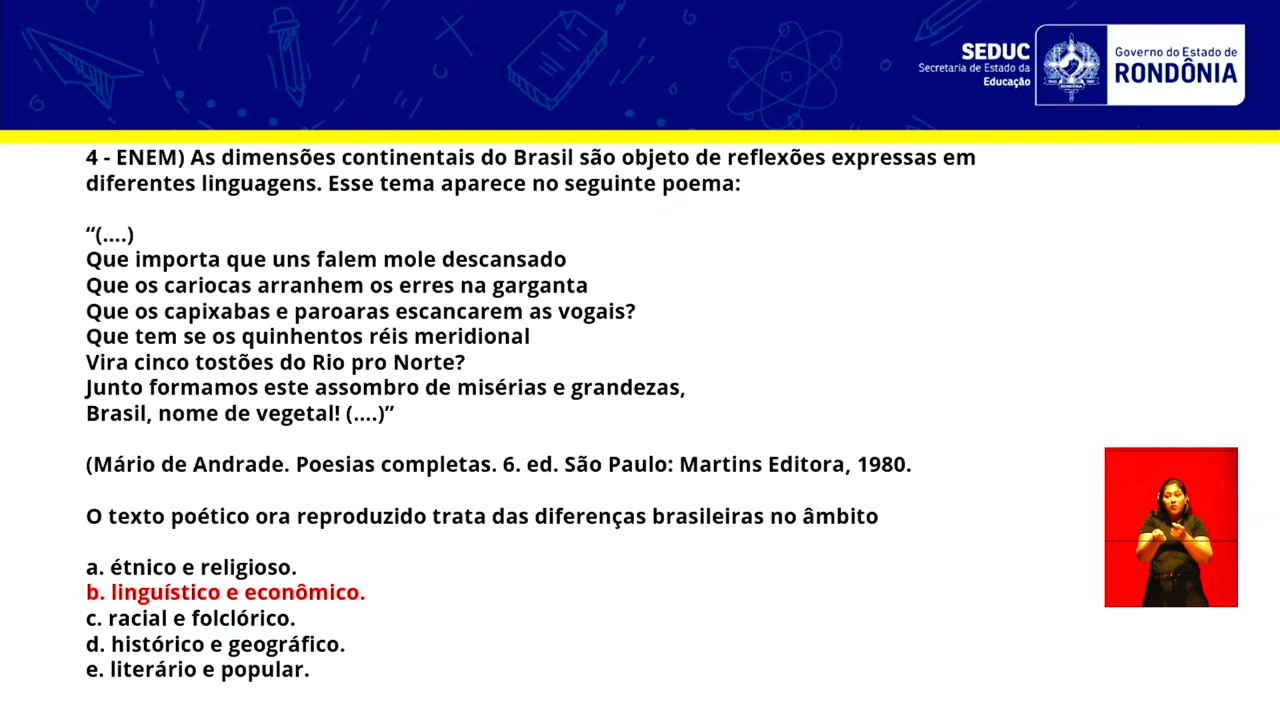 SEDUC
Secretaria de Estado da
Educação
Governo do Estado de
RONDÔNIA
4 - ENEM) As dimensões continentais do Brasil são objeto de reflexões expressas em
diferentes linguagens. Esse tema aparece no seguinte poema:
“(....)
Que importa que uns falem mole descansado
Que os cariocas arranhem os erres na garganta
Que os capixabas e paroaras escancarem as vogais?
Que tem se os quinhentos réis meridional
Vira cinco tostões do Rio pro Norte?
Junto formamos este assombro de misérias e grandezas,
Brasil, nome de vegetal! (....)”
(Mário de Andrade. Poesias completas. 6. ed. São Paulo: Martins Editora, 1980.
O texto poético ora reproduzido trata das diferenças brasileiras no âmbito
a. étnico e religioso.
b. linguístico e econômico.
c. racial e folclórico.
d. histórico e geográfico.
e. literário e popular.